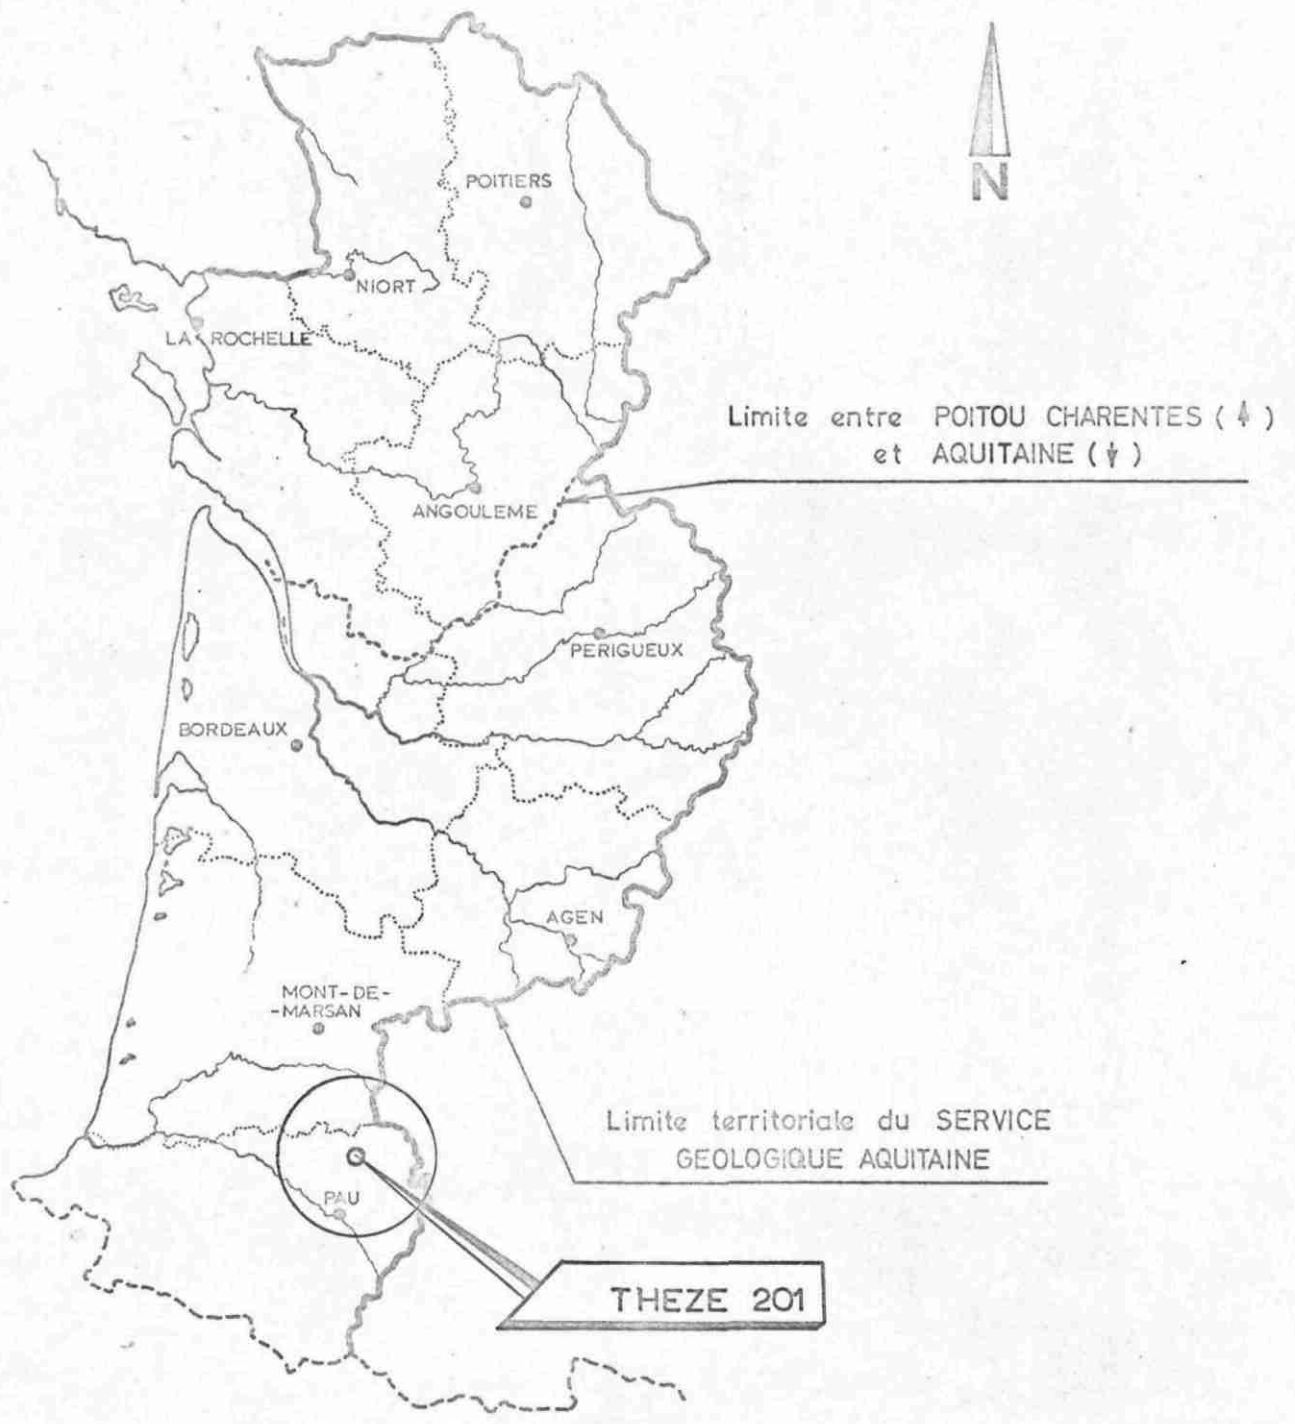 N
POITIERS
NIORT
LA ROCHELLE
Limite entre POITOU CHARENTES ( )
et AQUITAINE ( )
ANGOULEME
PERIGUEUX
BORDEAUX
AGEN
MONT-DE-
-MARSAN
Limite territoriale du SERVICE
GEOLOGIQUE AQUITAINE
PAU
THEZE 201